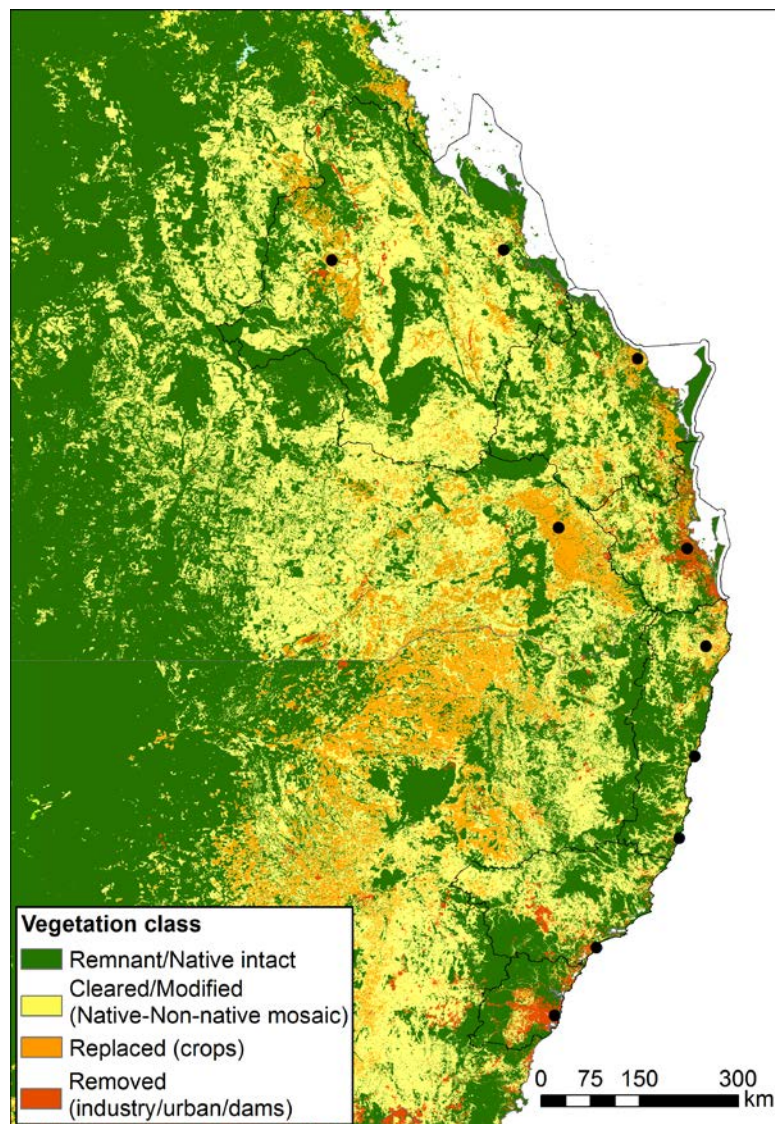 Vegetation class
Remnant/Native intact
Cleared/Modified
(Native-Non-native mosaic)
Replaced (crops)
Removed
(industry/urban/dams)
0 75 150 300
km